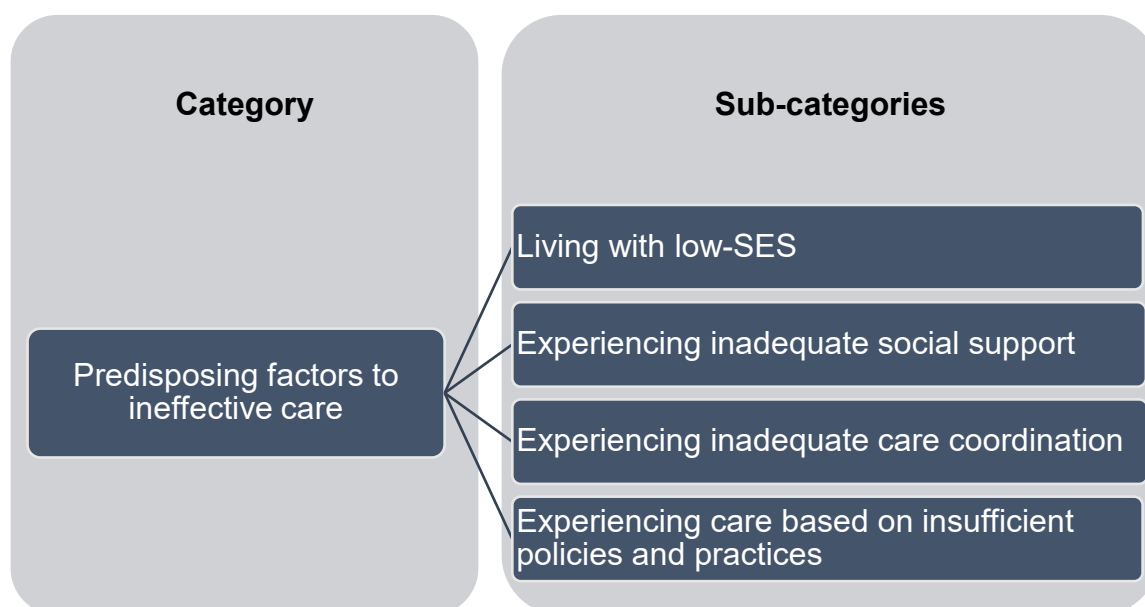 Category
Sub-categories
Predisposing factors to
ineffective care
Living with low-SES
Experiencing inadequate social support
Experiencing inadequate care coordination
Experiencing care based on insufficient
policies and practices